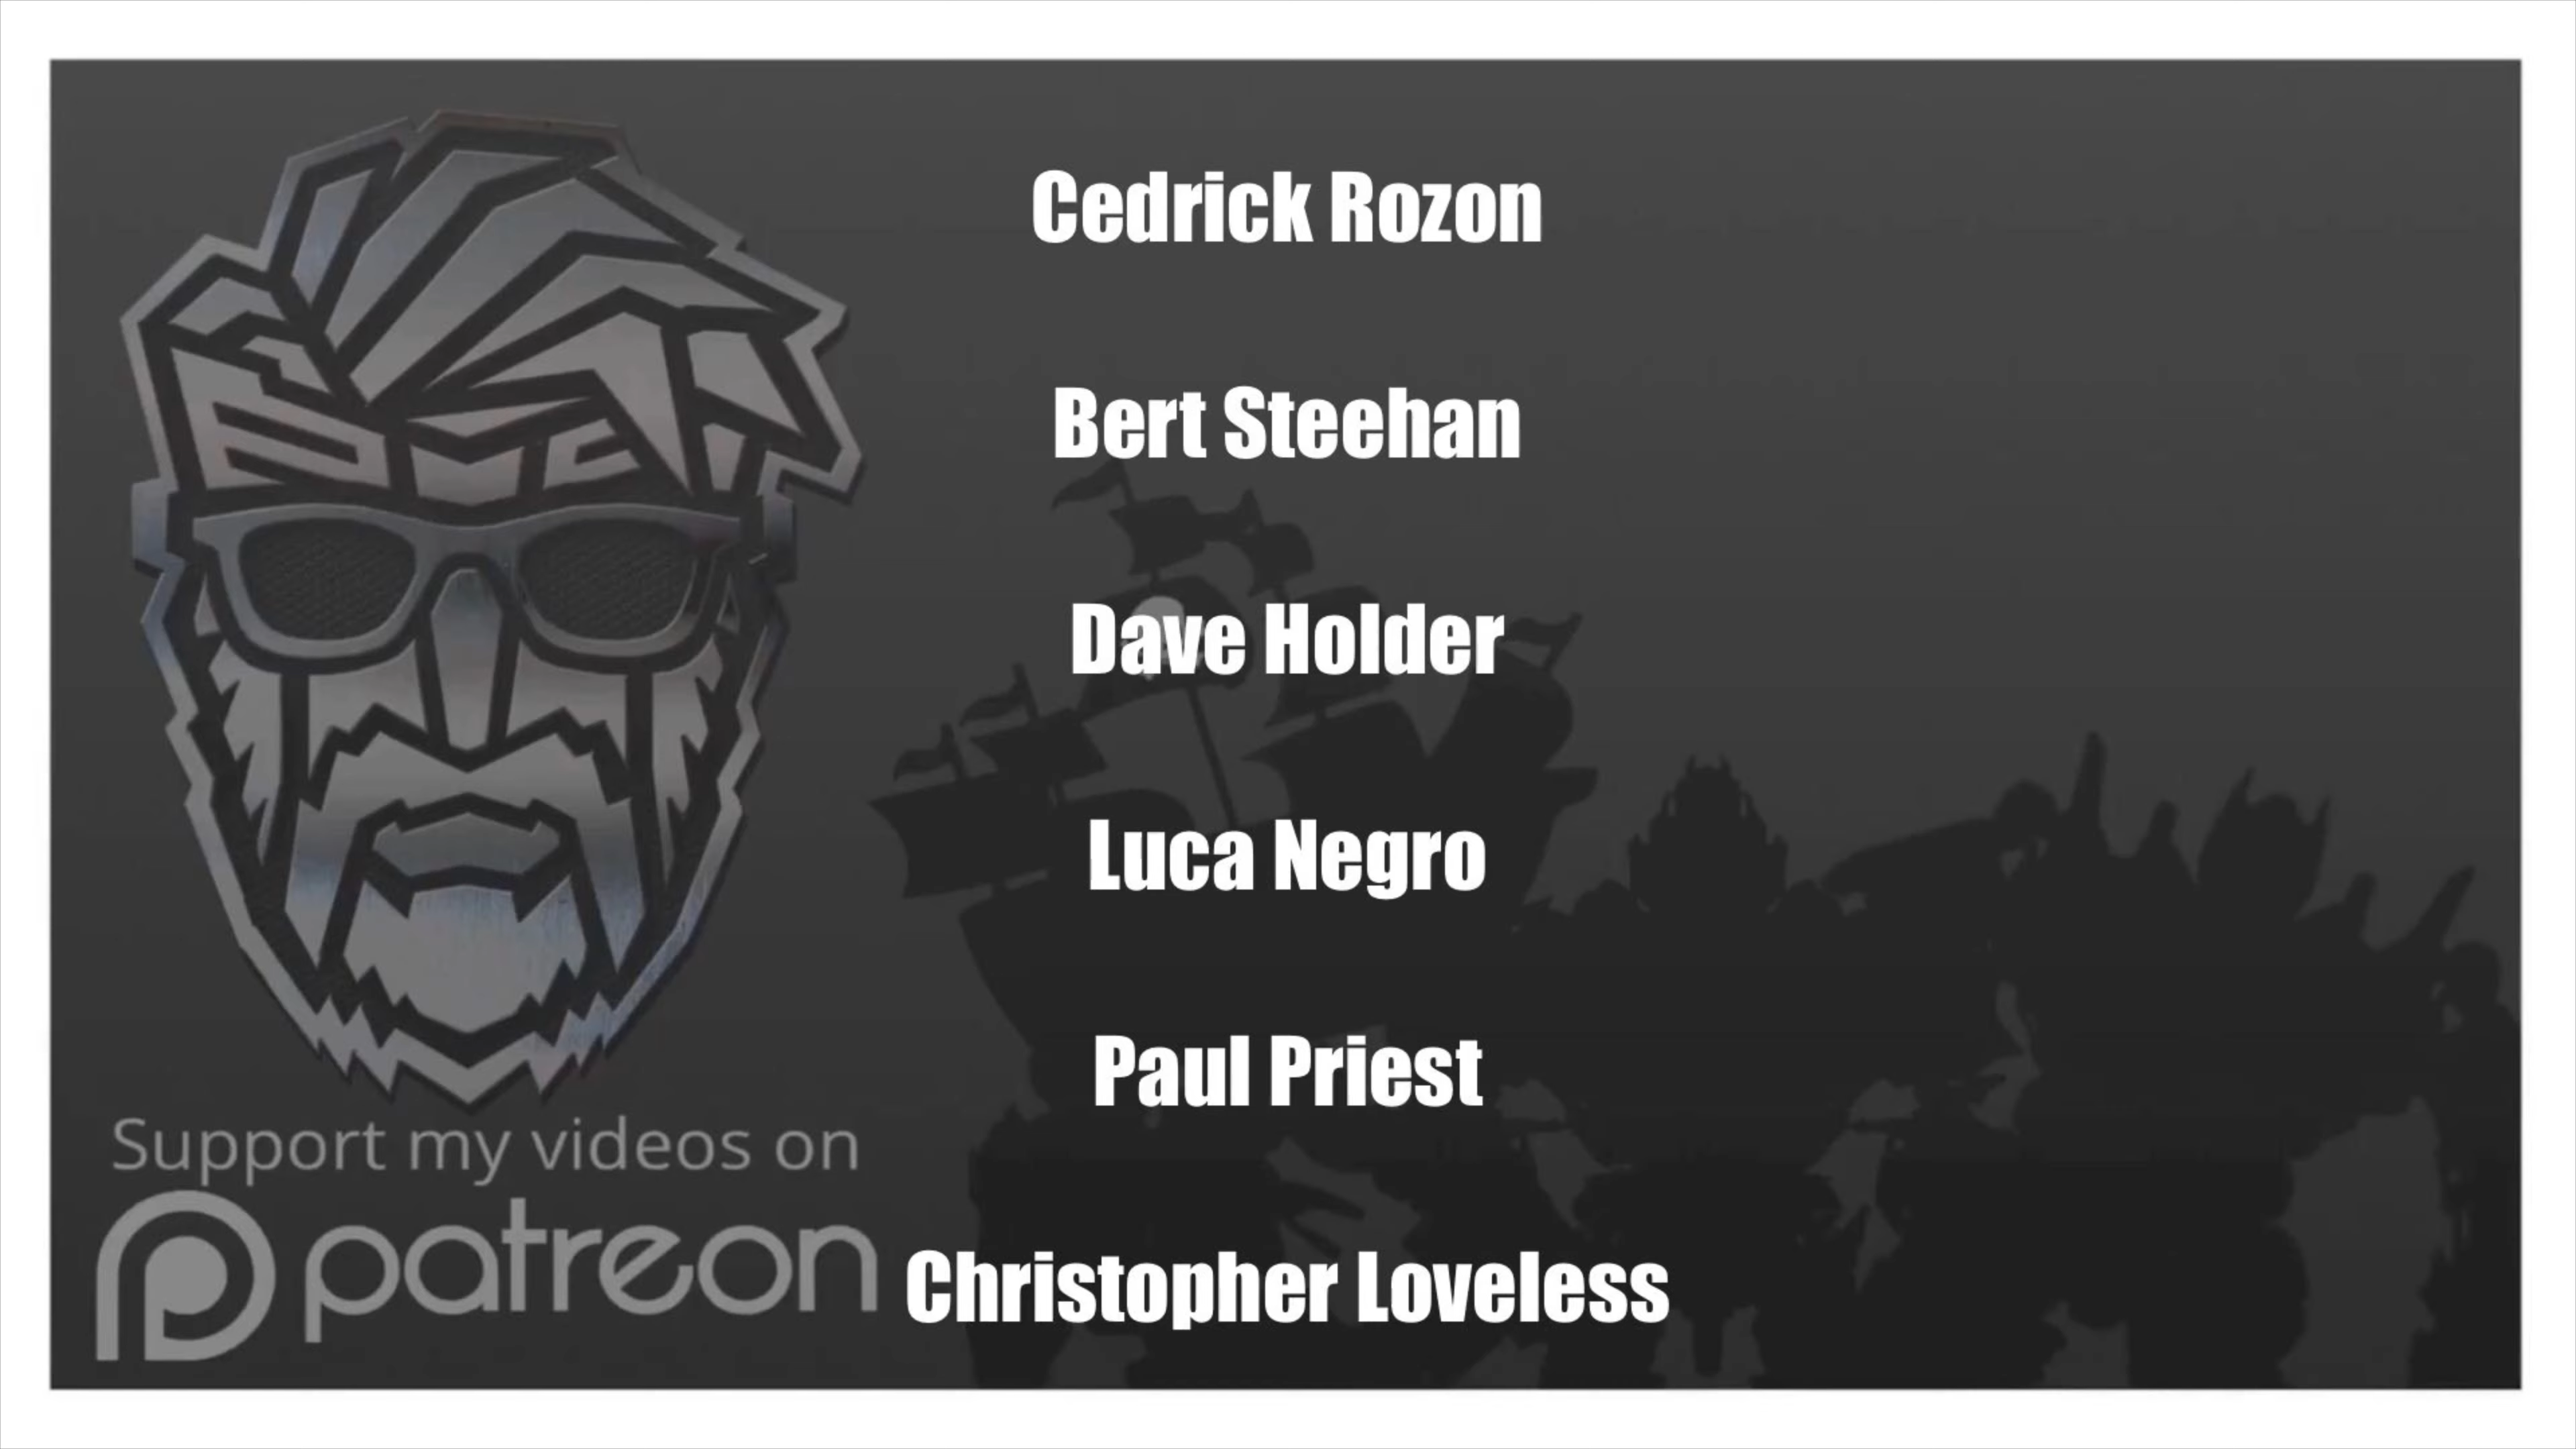 Cedrick Rozon
Bert Steehan
Dave Holder
Luca Negro
Paul Priest
Christopher Loveless
Support my videos on
patreon